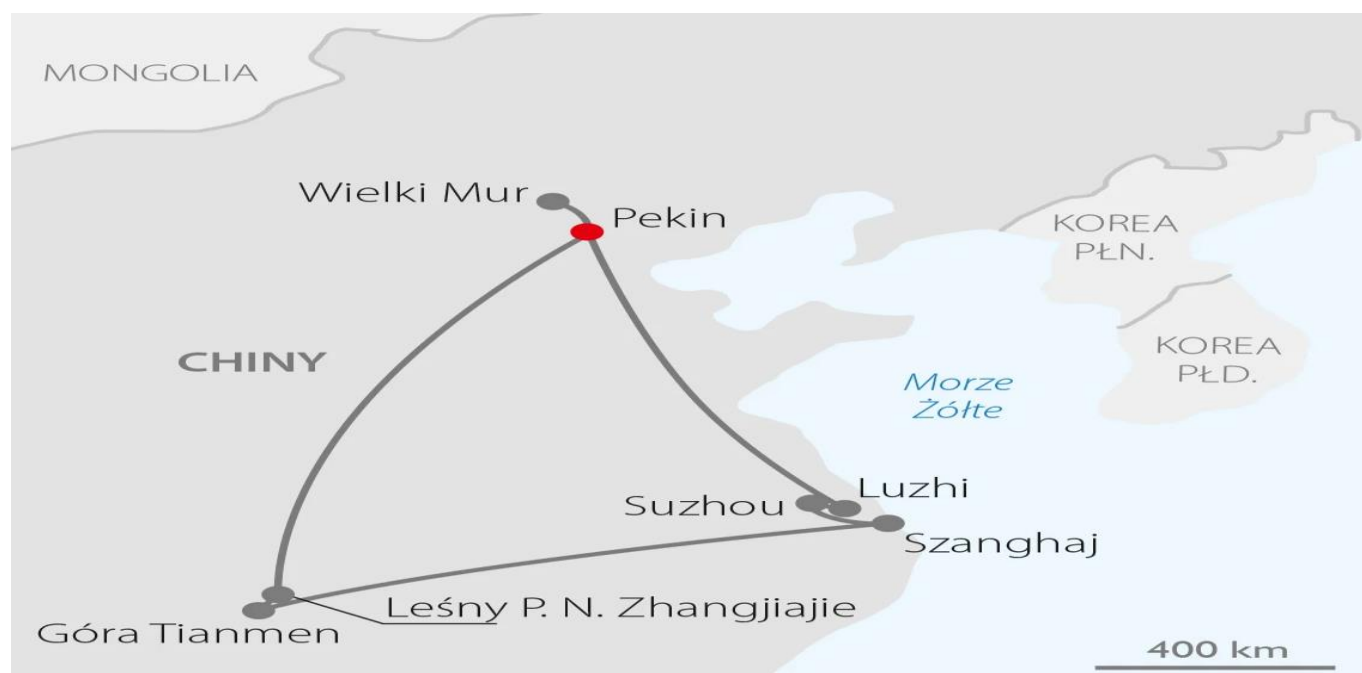 MONGOLIA
Wielki Mur
Pekin
KOREA
PŁN.
CHINY
KOREA
PŁD.
Morze
Żółte
Luzhi
Suzhou
Szanghaj
Leśny P. N. Zhangjiajie
Góra Tianmen
400 km